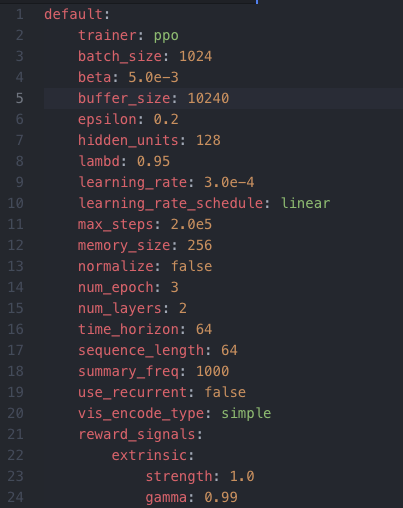 1 default:
2     trainer: ppo
3     batch_size: 1024
4     beta: 5.0e-3
5     buffer_size: 10240
6     epsilon: 0.2
7     hidden_units: 128
8     lambd: 0.95
9     learning_rate: 3.0e-4
10     learning_rate_schedule: linear
11     max_steps: 2.0e5
12     memory_size: 256
13     normalize: false
14     num_epoch: 3
15     num_layers: 2
16     time_horizon: 64
17     sequence_length: 64
18     summary_freq: 1000
19     use_recurrent: false
20     vis_encode_type: simple
21     reward_signals:
22         extrinsic:
23             strength: 1.0
24             gamma: 0.99